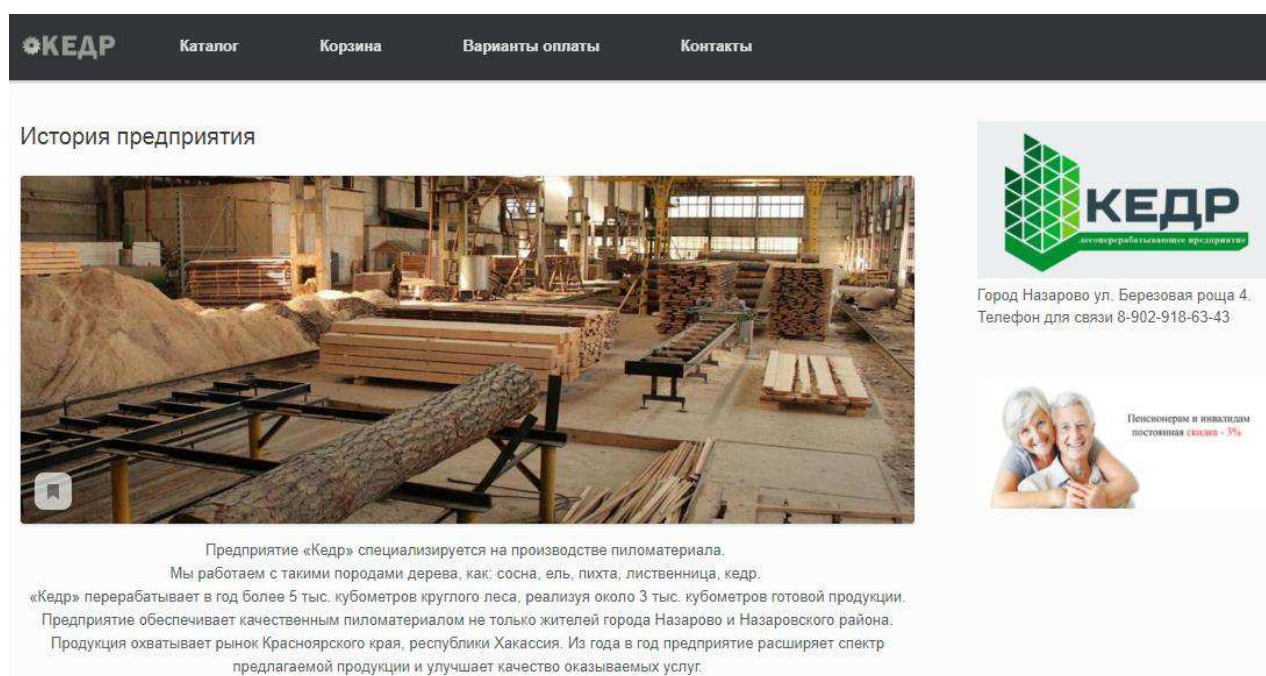 КЕДР
Каталог
Корзина
Варианты оплаты
Контакты
История предприятия
КЕДР
лесоперерабатывающее предприятие
Город Назарово ул. Березовая роща 4.
Телефон для связи 8-902-918-63-43
Пенсионерам и инвалидам
постоянная скидка - 3%
Предприятие «Кедр» специализируется на производстве пиломатериала.
Мы работаем с такими породами дерева, как: сосна, ель, пихта, лиственница, кедр.
«Кедр» перерабатывает в год более 5 тыс. кубометров круглого леса, реализуя около 3 тыс. кубометров готовой продукции.
Предприятие обеспечивает качественным пиломатериалом не только жителей города Назарово и Назаровского района.
Продукция охватывает рынок Красноярского края, республики Хакассия. Из года в год предприятие расширяет спектр
предлагаемой продукции и улучшает качество оказываемых услуг.